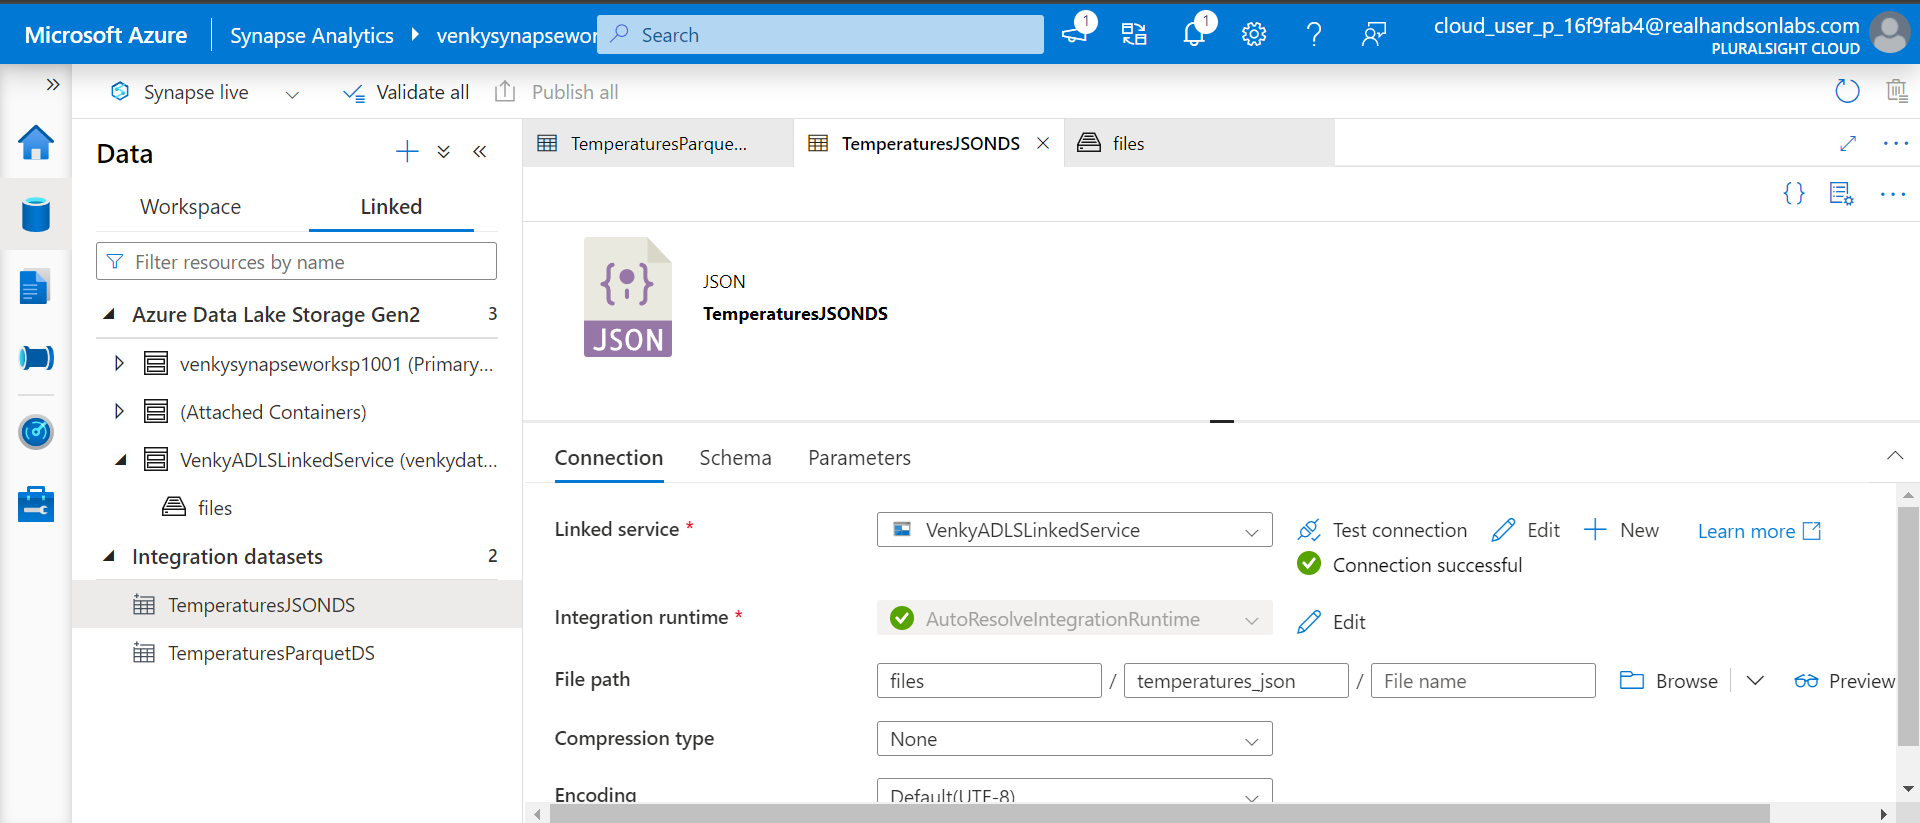 Microsoft Azure
Synapse Analytics
venkysynapsewor
Search
1
1
cloud_user_p_16f9fab4@realhandsonlabs.com
PLURALSIGHT CLOUD
Synapse live
Validate all
Publish all
Data
Workspace
Linked
Filter resources by name
Azure Data Lake Storage Gen2
3
venkysynapseworksp1001 (Primary...
(Attached Containers)
VenkyADLSLinkedService (venkydat...
files
Integration datasets
2
TemperaturesJSONDS
TemperaturesParquetDS
TemperaturesParque...
TemperaturesJSONDS
files
JSON
JSON
TemperaturesJSONDS
Connection
Schema
Parameters
Linked service *
VenkyADLSLinkedService
Test connection
Edit
New
Learn more
Connection successful
Integration runtime *
AutoResolveIntegrationRuntime
Edit
File path
files
/
temperatures_json
/
File name
Browse
Preview
Compression type
None
Encoding
Default(UTF-8)